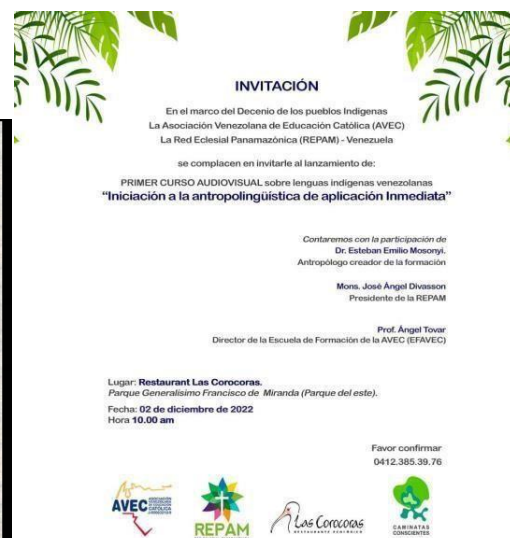 INVITACIÓN
En el marco del Decenio de los pueblos Indigenas
La Asociación Venezolana de Educación Católica (AVEC)
La Red Eclesial Panamazónica (REPAM) - Venezuela
se complacen en invitarle al lanzamiento de:
PRIMER CURSO AUDIOVISUAL sobre lenguas indígenas venezolanas
“Iniciación a la antropolingüística de aplicación Inmediata”
Contaremos con la participación de
Dr. Esteban Emilio Mosonyi.
Antropólogo creador de la formación
Mons. José Ángel Divasson
Presidente de la REPAM
Prof. Ángel Tovar
Director de la Escuela de Formación de la AVEC (EFAVEC)
Lugar: Restaurant Las Corocoras.
Parque Generalísimo Francisco de Miranda (Parque del este).
Fecha: 02 de diciembre de 2022
Hora 10.00 am
Favor confirmar
0412.385.39.76
AVEC
REPAM
Las Corocoras
CAMINATAS
CONSCIENTES